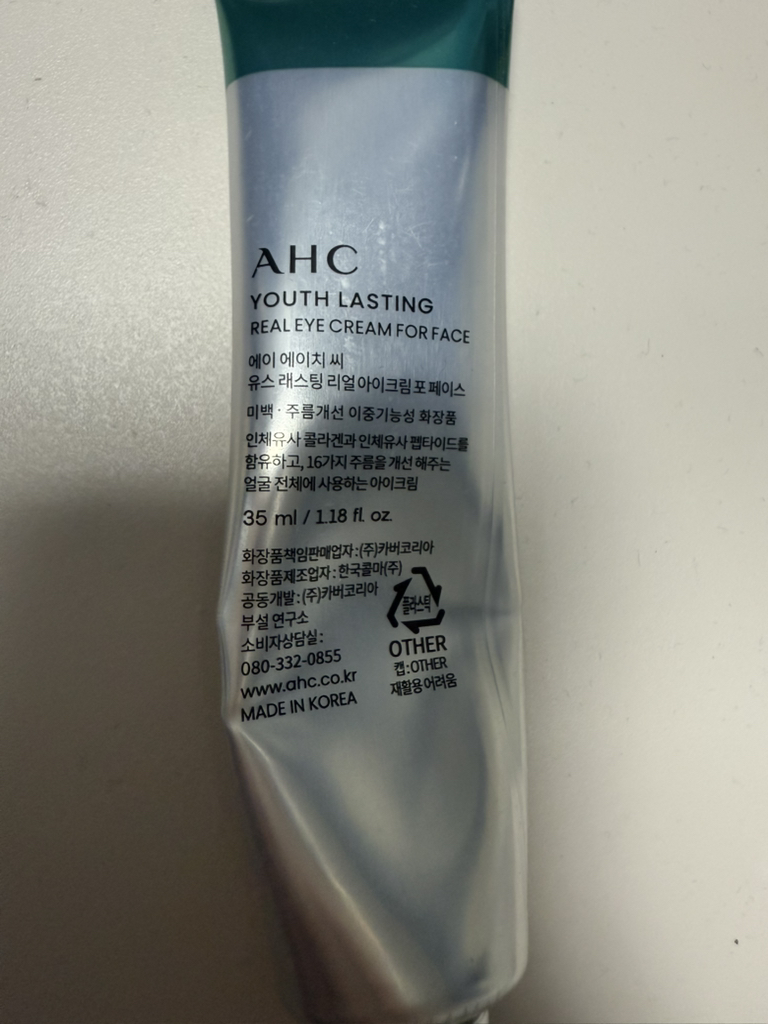 AHC
YOUTH LASTING
REAL EYE CREAM FOR FACE
에이 에이치 씨
유스 래스팅 리얼 아이크림 포 페이스
미백 · 주름개선 이중기능성 화장품
인체유사 콜라겐과 인체유사 펩타이드를
함유하고, 16가지 주름을 개선 해주는
얼굴 전체에 사용하는 아이크림
35 ml / 1.18 fl. oz.
화장품책임판매업자 : (주)카버코리아
화장품제조업자 : 한국콜마(주)
공동개발 : (주)카버코리아
부설 연구소
소비자상담실 :
080-332-0855
www.ahc.co.kr
MADE IN KOREA
플라스틱
OTHER
캡 : OTHER
재활용 어려움